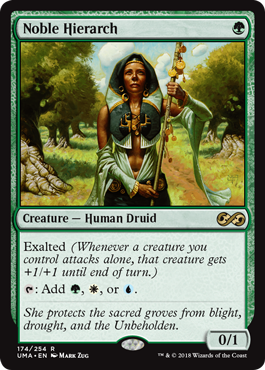 Noble Hierarch
Creature — Human Druid
Exalted (Whenever a creature you
control attacks alone, that creature gets
+1/+1 until end of turn.)
: Add , , or .
She protects the sacred groves from blight,
drought, and the Unbeholden.
0/1
174/254 R
UMA • EN Mark Zug
™ & © 2018 Wizards of the Coast